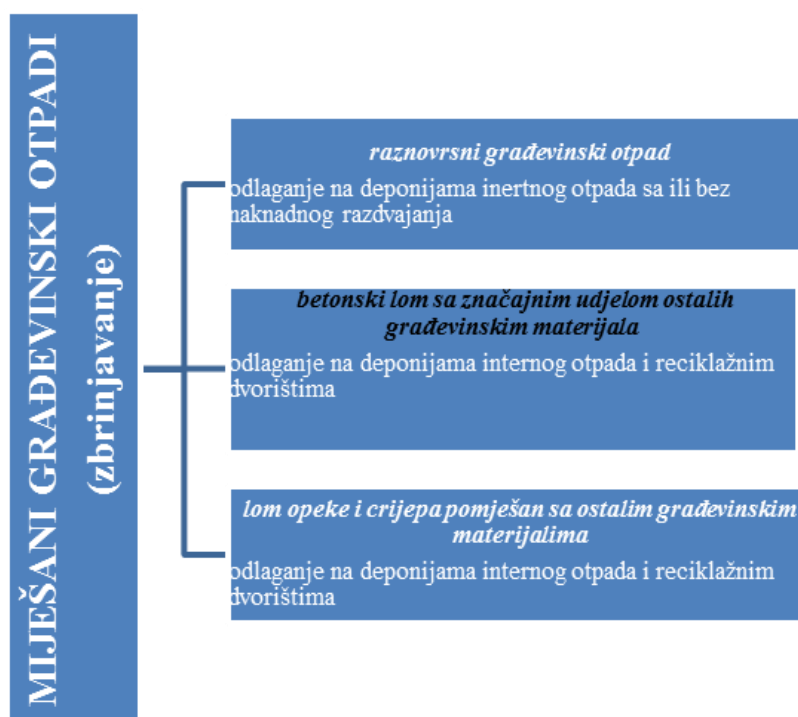 MIJEŠANI GRAĐEVINSKI OTPADI
(zbrinjavanje)
raznovrsni građevinski otpad
odlaganje na deponijama inertnog otpada sa ili bez
naknadnog razdvajanja
betonski lom sa značajnim udjelom ostalih
građevinskim materijala
odlaganje na deponijama internog otpada i reciklažnim
dvorištima
lom opeke i crijepa pomješan sa ostalim građevinskim
materijalima
odlaganje na deponijama internog otpada i reciklažnim
dvorištima